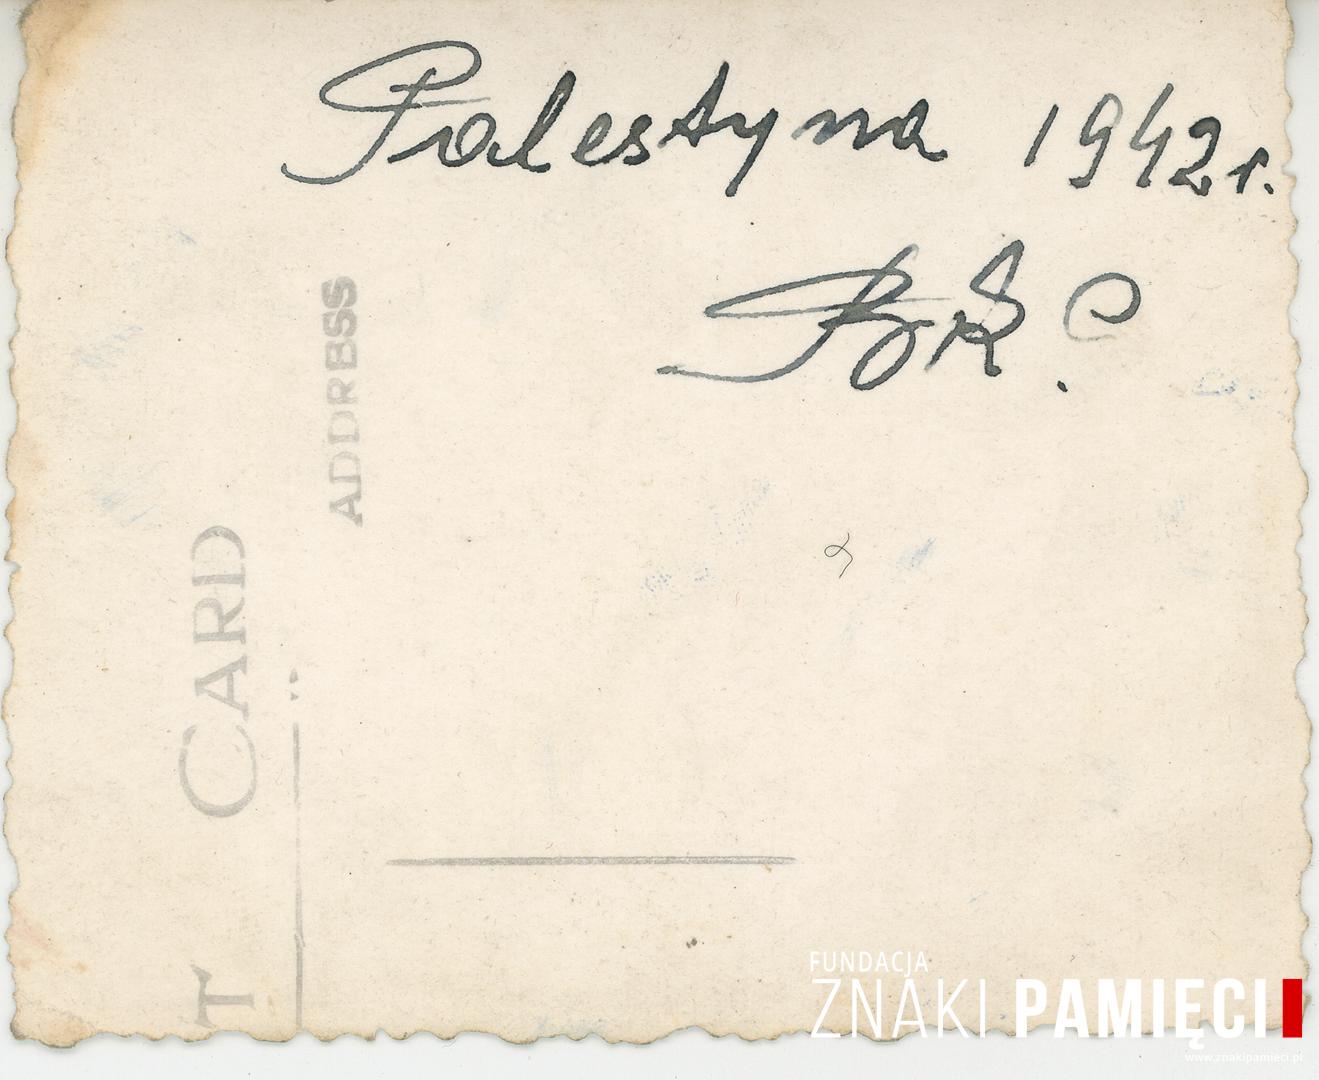 Palestyna 1942 r.
ADDRESS
CARD
T
FUNDACJA
ZNAKI PAMIĘCI
www.znakipamieci.pl